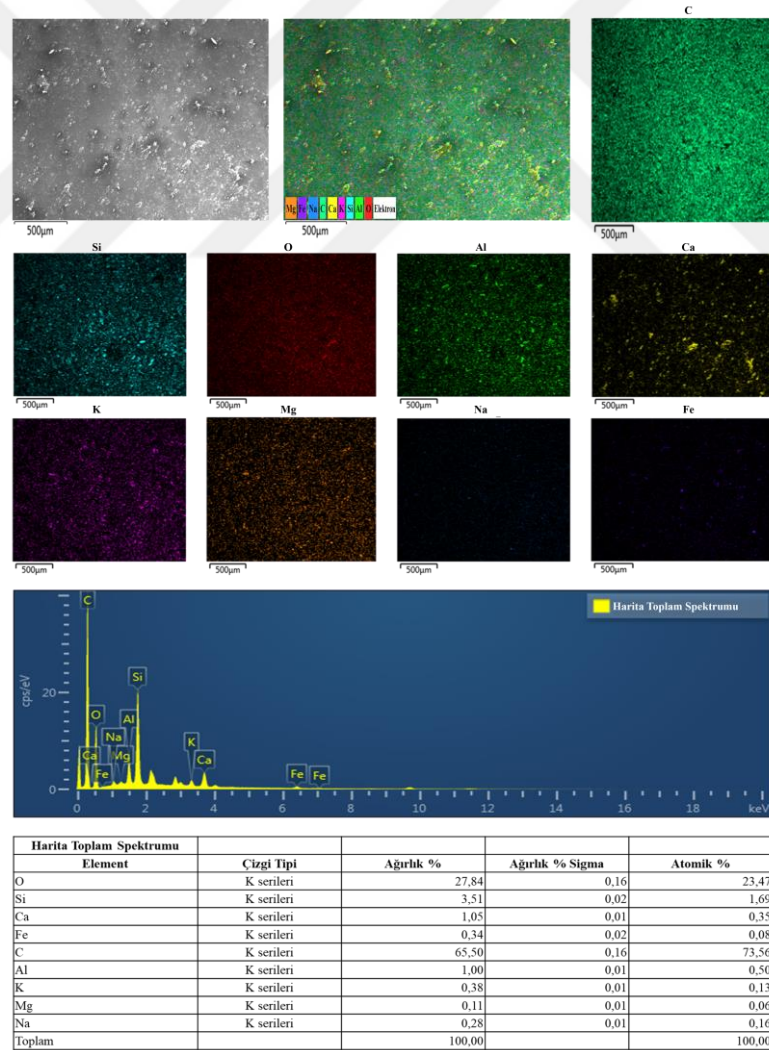 C
Mg Fe Na C Ca K Si Al O Elektron
500μm
500μm
500μm
Si
O
Al
Ca
500μm
500μm
500μm
500μm
K
Mg
Na
Fe
500μm
500μm
500μm
500μm
Harita Toplam Spektrumu
cps/eV
20
0
C
O
Ca
Fe
Na
Mg
Al
Si
K
Ca
Fe
Fe
0 2 4 6 8 10 12 14 16 18 keV
Harita Toplam Spektrumu
Element Çizgi Tipi Ağırlık % Ağırlık % Sigma Atomik %
O K serileri 27,84 0,16 23,47
Si K serileri 3,51 0,02 1,69
Ca K serileri 1,05 0,01 0,35
Fe K serileri 0,34 0,02 0,08
C K serileri 65,50 0,16 73,56
Al K serileri 1,00 0,01 0,50
K K serileri 0,38 0,01 0,13
Mg K serileri 0,11 0,01 0,06
Na K serileri 0,28 0,01 0,16
Toplam 100,00 100,00